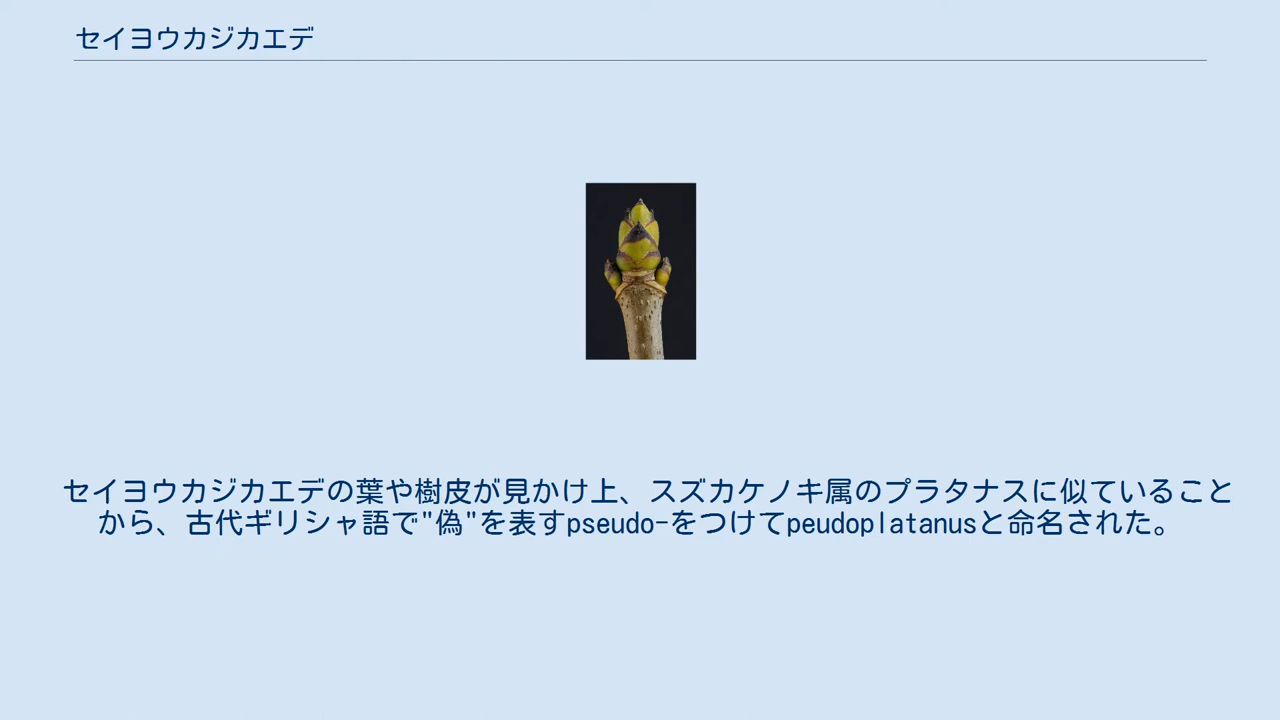 セイヨウカジカエデ
セイヨウカジカエデの葉や樹皮が見かけ上、スズカケノキ属のプラタナスに似ていること
から、古代ギリシャ語で"偽"を表すpseudo-をつけてpeudoplatanusと命名された。